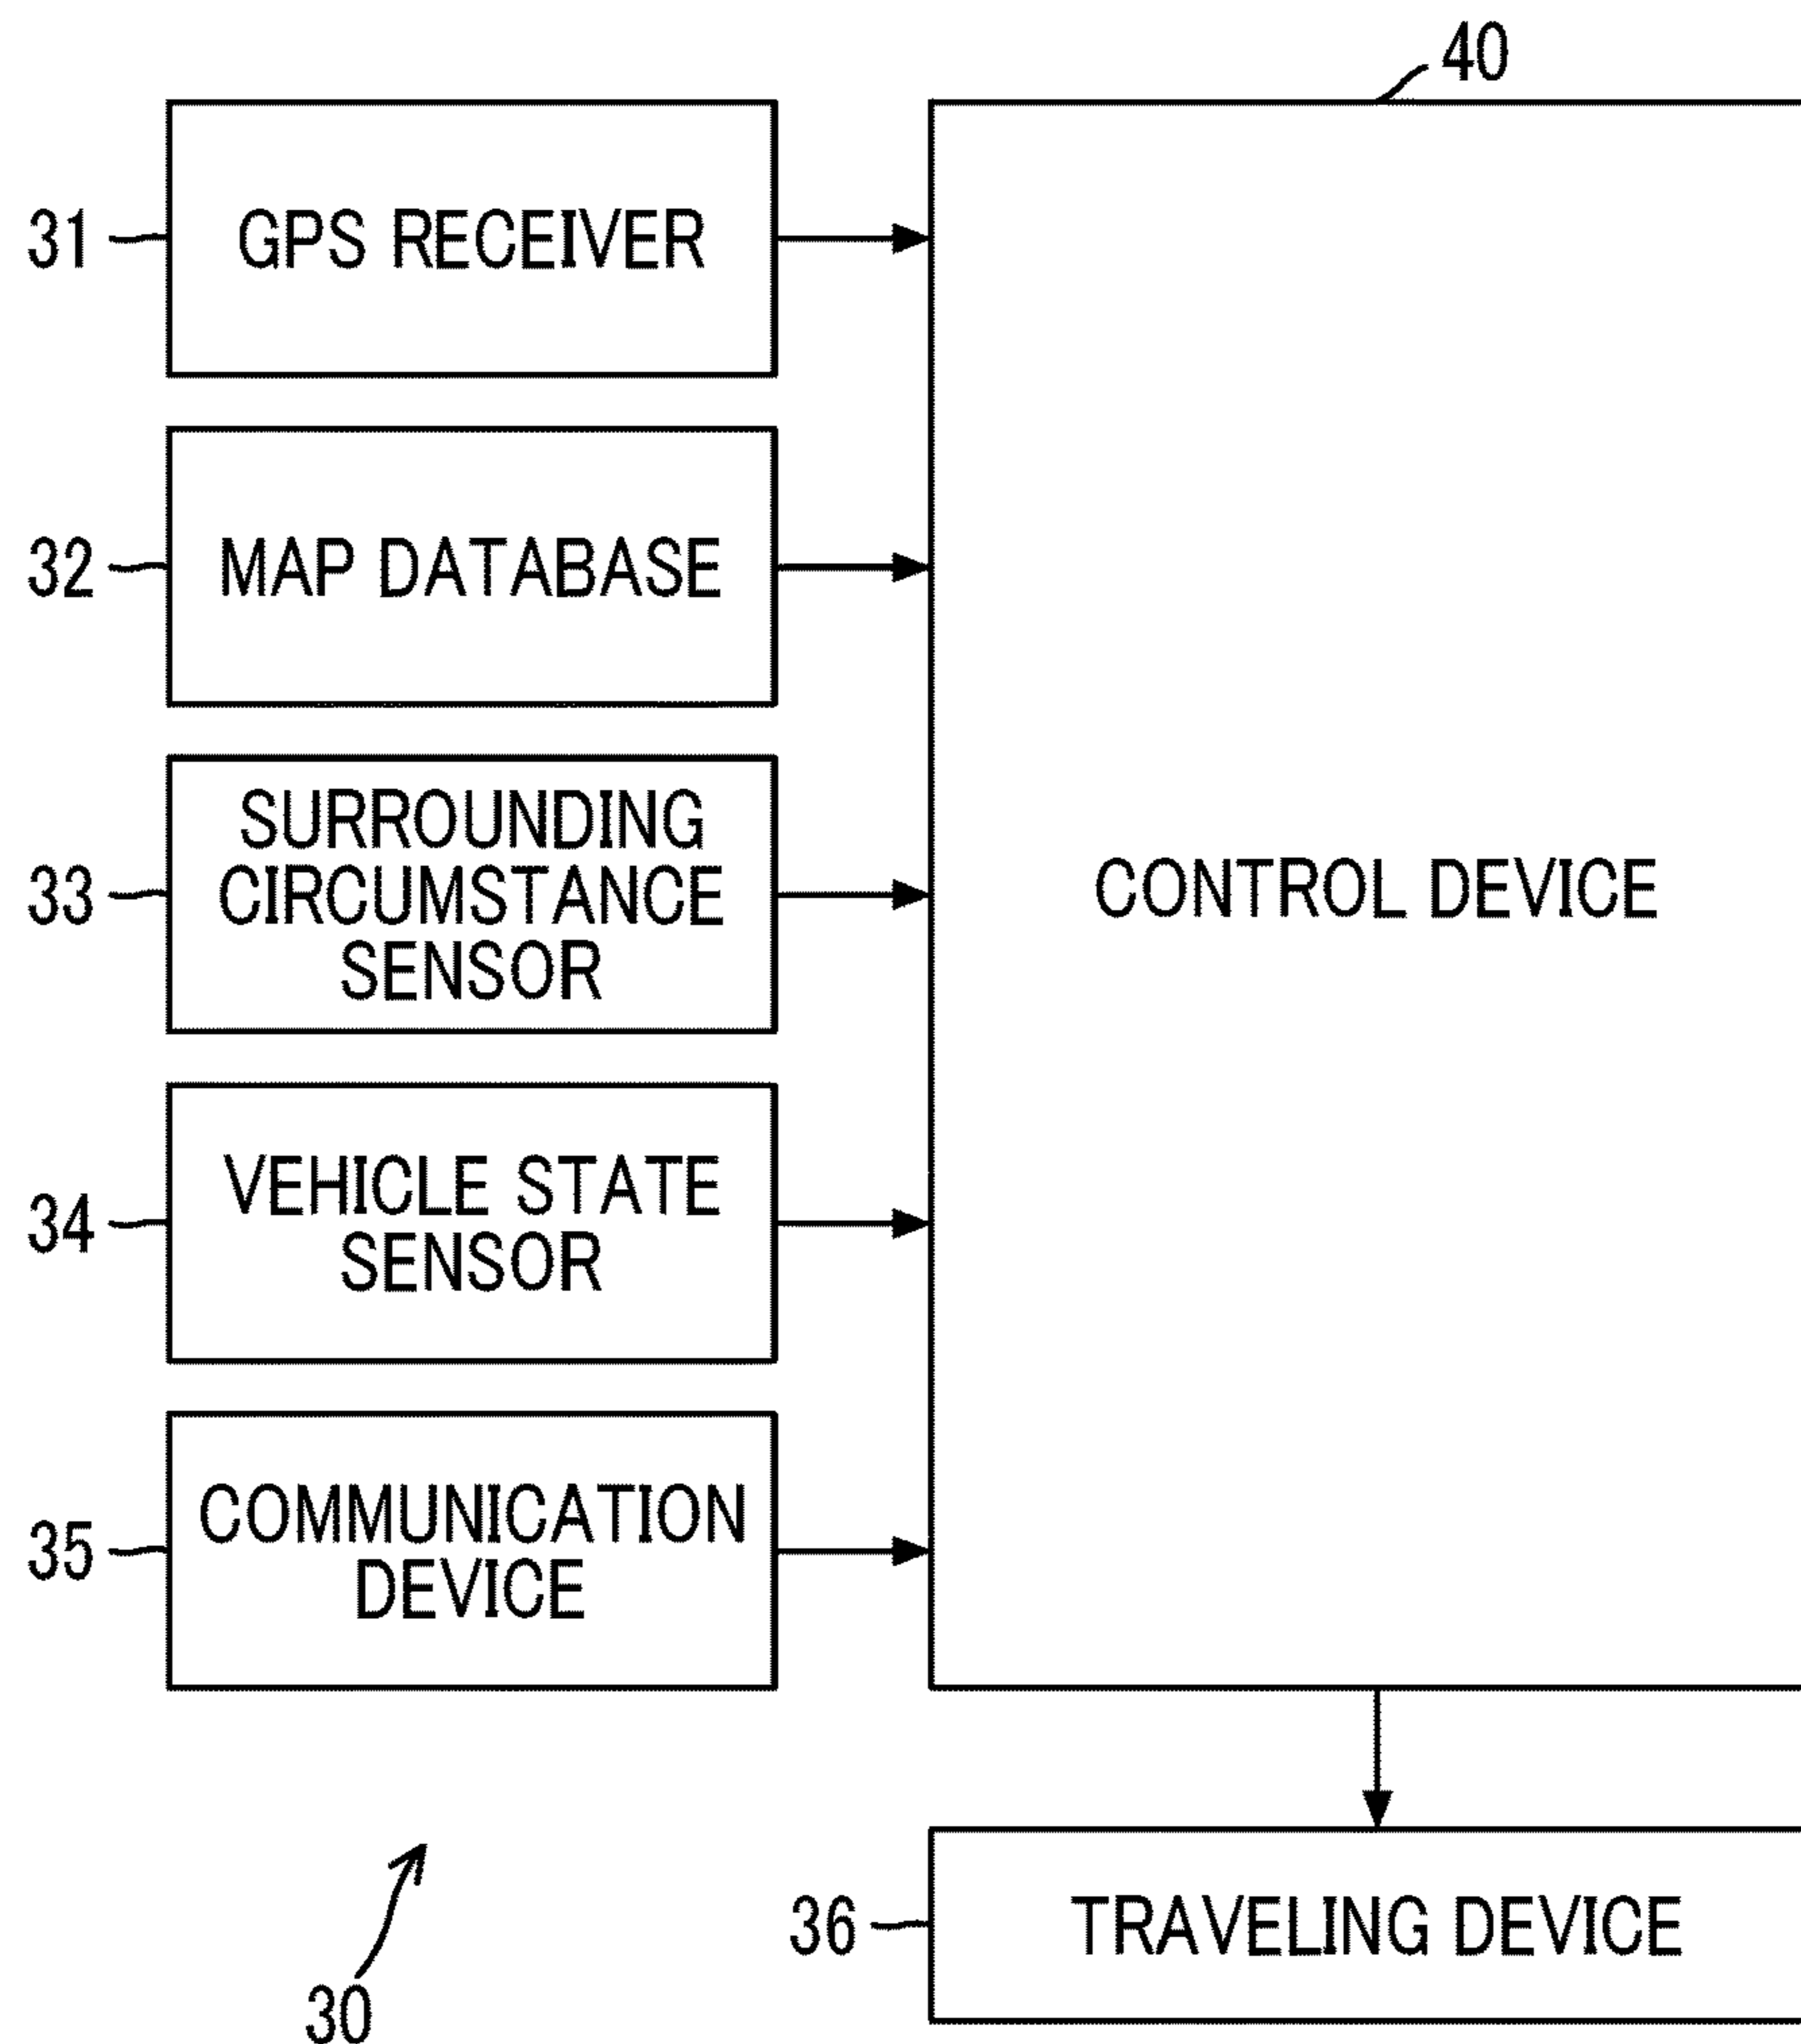 40
31
GPS RECEIVER
32
MAP DATABASE
33
SURROUNDING
CIRCUMSTANCE
SENSOR
CONTROL DEVICE
34
VEHICLE STATE
SENSOR
35
COMMUNICATION
DEVICE
36
TRAVELING DEVICE
30